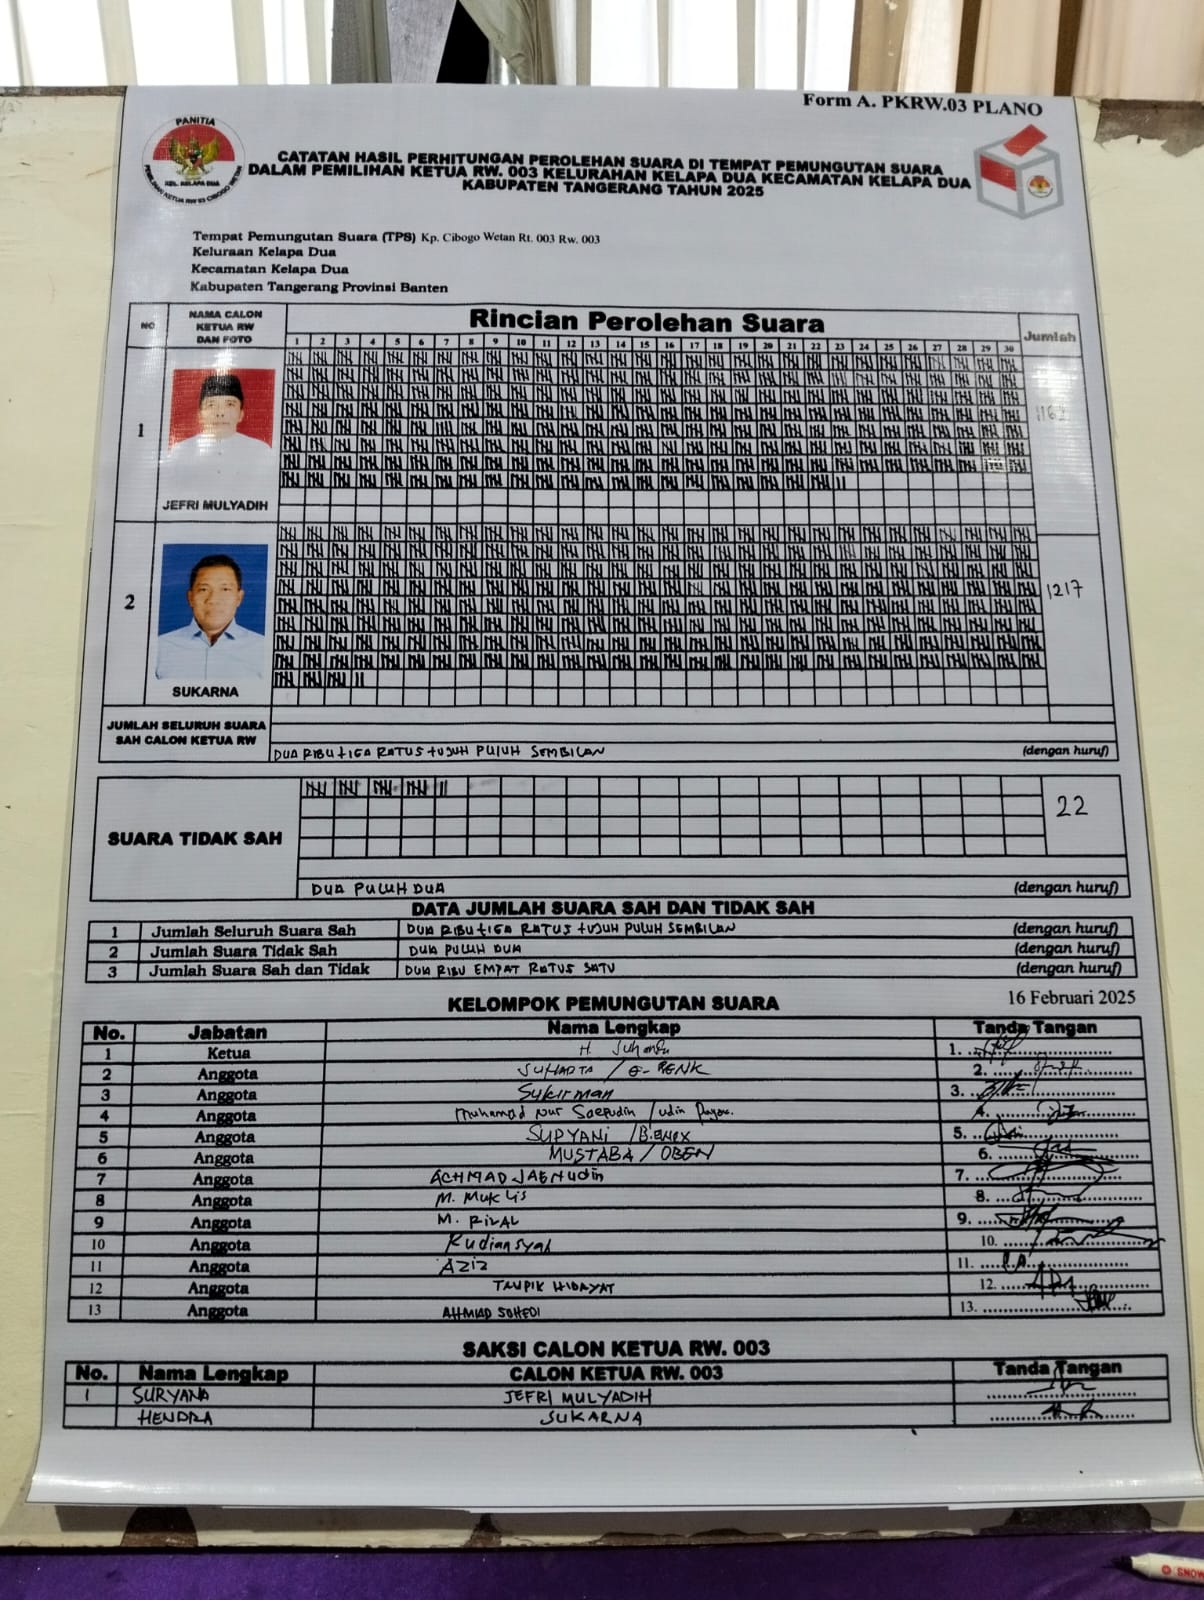 Form A. PKRW.03 PLANO
PANITIA
KEL. KELAPA DUA
CATATAN HASIL PERHITUNGAN PEROLEHAN SUARA DI TEMPAT PEMUNGUTAN SUARA
DALAM PEMILIHAN KETUA RW. 003 KELURAHAN KELAPA DUA KECAMATAN KELAPA DUA
KABUPATEN TANGERANG TAHUN 2025
Tempat Pemungutan Suara (TPS) Kp. Cibogo Wetan Rt. 003 Rw. 003
Keluraan Kelapa Dua
Kecamatan Kelapa Dua
Kabupaten Tangerang Provinsi Banten
NO NAMA CALON KETUA RW DAN FOTO Rincian Perolehan Suara Jumlah
1 2 3 4 5 6 7 8 9 10 11 12 13 14 15 16 17 18 19 20 21 22 23 24 25 26 27 28 29 30
1
JEFRI MULYADIH
2 1217
SUKARNA
JUMLAH SELURUH SUARA
SAH CALON KETUA RW
DUA RIBU TIGA RATUS TUJUH PULUH SEMBILAN (dengan huruf)
SUARA TIDAK SAH 22
DUA PULUH DUA (dengan huruf)
DATA JUMLAH SUARA SAH DAN TIDAK SAH
1 Jumlah Seluruh Suara Sah DUA RIBU TIGA RATUS TUJUH PULUH SEMBILAN (dengan huruf)
2 Jumlah Suara Tidak Sah DUA PULUH DUA (dengan huruf)
3 Jumlah Suara Sah dan Tidak DUA RIBU EMPAT RATUS SATU (dengan huruf)
KELOMPOK PEMUNGUTAN SUARA 16 Februari 2025
No. Jabatan Nama Lengkap Tanda Tangan
1 Ketua H. 1.
2 Anggota SUHARTA / 2.
3 Anggota Sukirman 3.
4 Anggota Muhamad Nur Saepudin / udin 4.
5 Anggota SUPYANI / 5.
6 Anggota MUSTABA / OBEN 6.
7 Anggota ACHMAD JAENudin 7.
8 Anggota M. MUKLIS 8.
9 Anggota M. RIZAL 9.
10 Anggota Rudiansyah 10.
11 Anggota AZIZ 11.
12 Anggota TAUPIK HIDAYAT 12.
13 Anggota AHMAD SOHEDI 13.
SAKSI CALON KETUA RW. 003
No. Nama Lengkap CALON KETUA RW. 003 Tanda Tangan
1 SURYANA JEFRI MULYADIH
HENDRA SUKARNA
SNOW